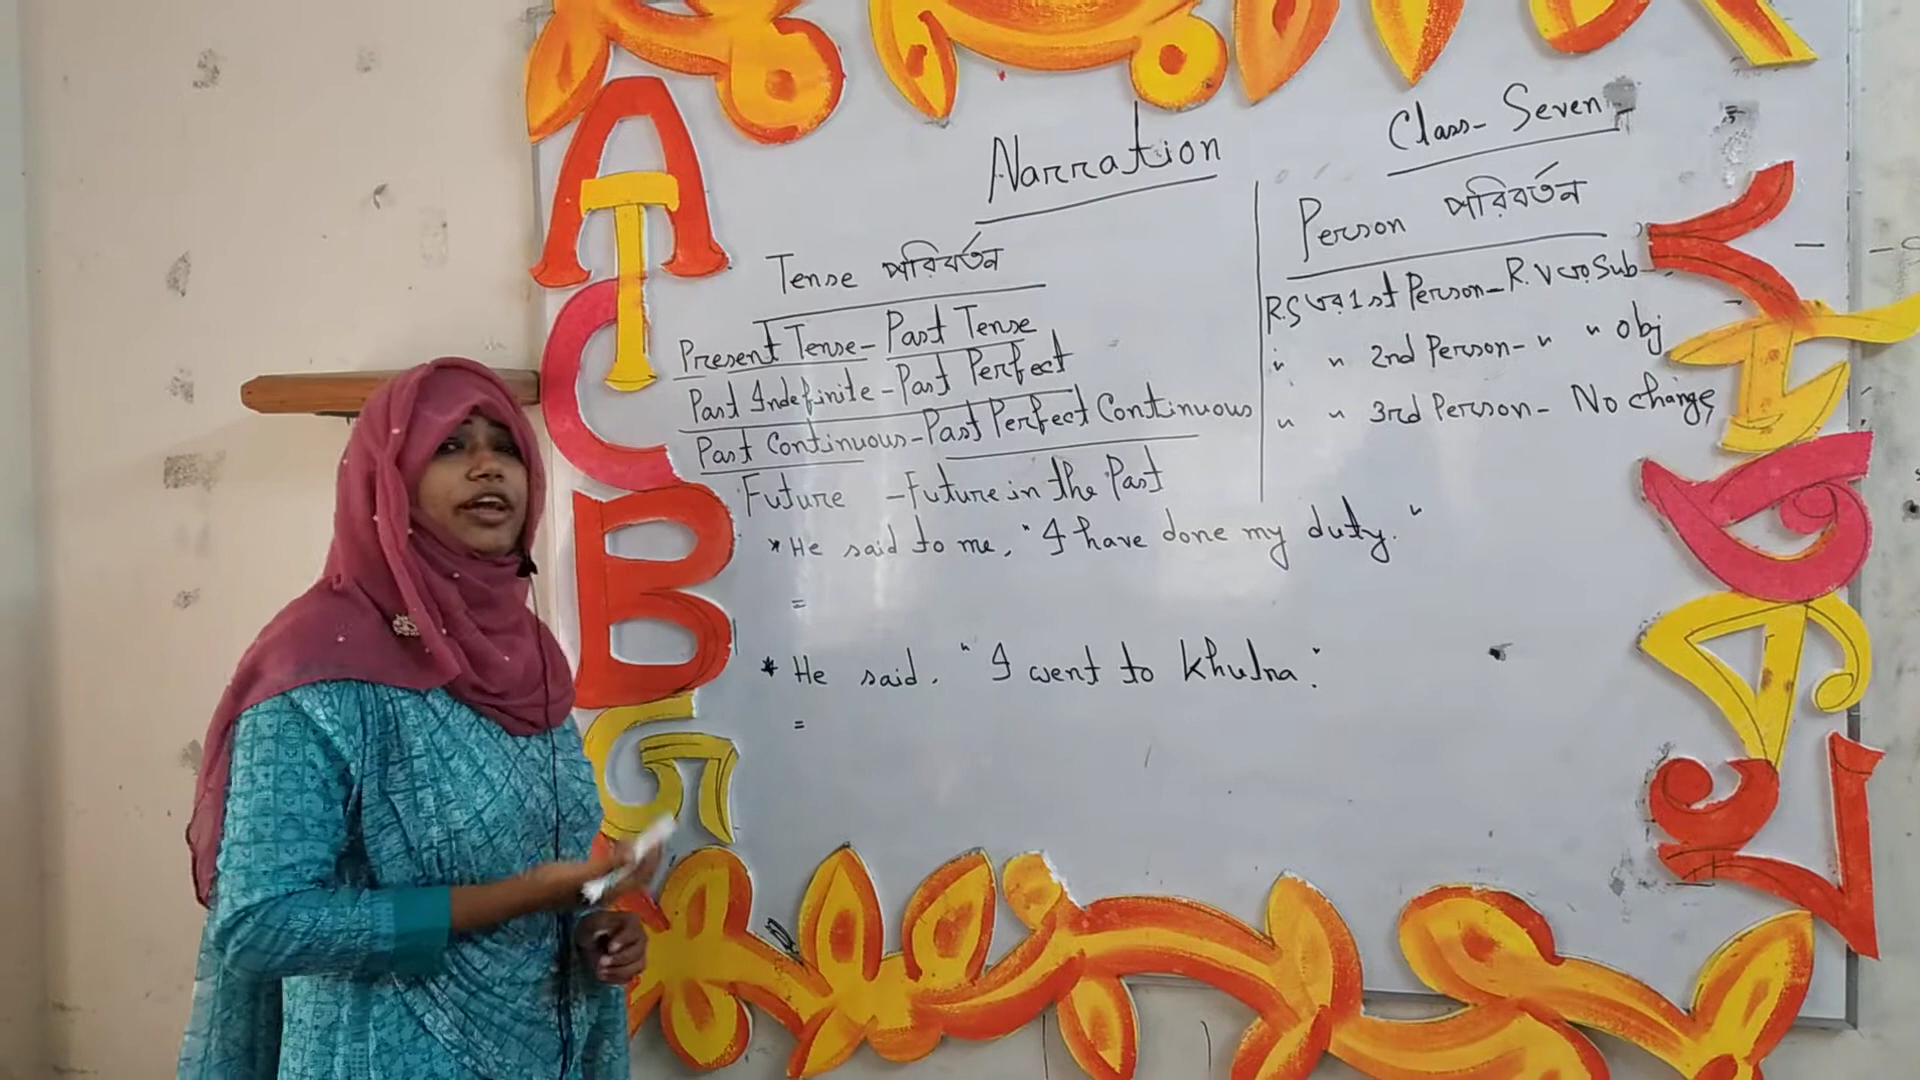 Narration
Class- Seven
Tense পরিবর্তন
Present Tense- Past Tense
Past Indefinite - Past Perfect
Past Continuous - Past Perfect Continuous
Future - Future in the Past
Person পরিবর্তন
R.S এর 1st Person - R.V এর Sub
" " 2nd Person - " " Obj
" " 3rd Person - No change
* He said to me, "I have done my duty."
=
* He said, "I went to Khulna."
=
A
T
C
B
G